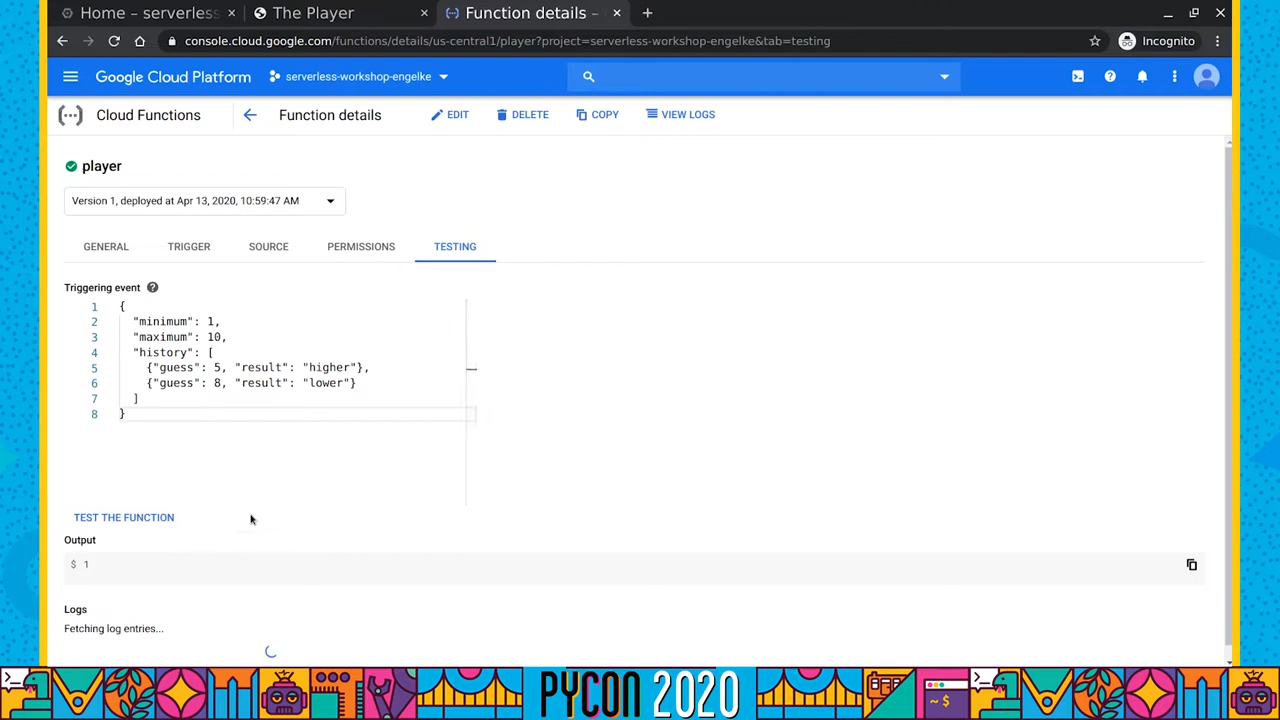 Home – serverless
The Player
Function details –
console.cloud.google.com/functions/details/us-central1/player?project=serverless-workshop-engelke&tab=testing
Incognito
Google Cloud Platform
serverless-workshop-engelke
Cloud Functions
Function details
EDIT
DELETE
COPY
VIEW LOGS
player
Version 1, deployed at Apr 13, 2020, 10:59:47 AM
GENERAL
TRIGGER
SOURCE
PERMISSIONS
TESTING
Triggering event
1 {
2 "minimum": 1,
3 "maximum": 10,
4 "history": [
5 {"guess": 5, "result": "higher"},
6 {"guess": 8, "result": "lower"}
7 ]
8 }
TEST THE FUNCTION
Output
$ 1
Logs
Fetching log entries...
PYCON 2020
~ $